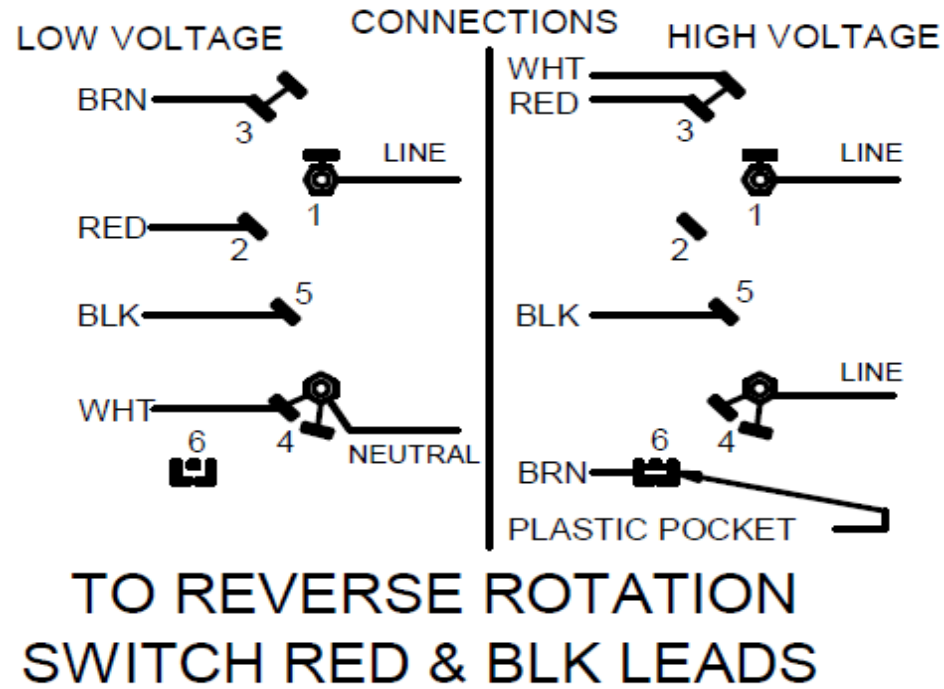 CONNECTIONS
LOW VOLTAGE
BRN
3
LINE
1
RED
2
5
BLK
WHT
4
6
NEUTRAL
HIGH VOLTAGE
WHT
RED
3
LINE
1
2
5
BLK
LINE
4
6
BRN
PLASTIC POCKET
TO REVERSE ROTATION
SWITCH RED & BLK LEADS